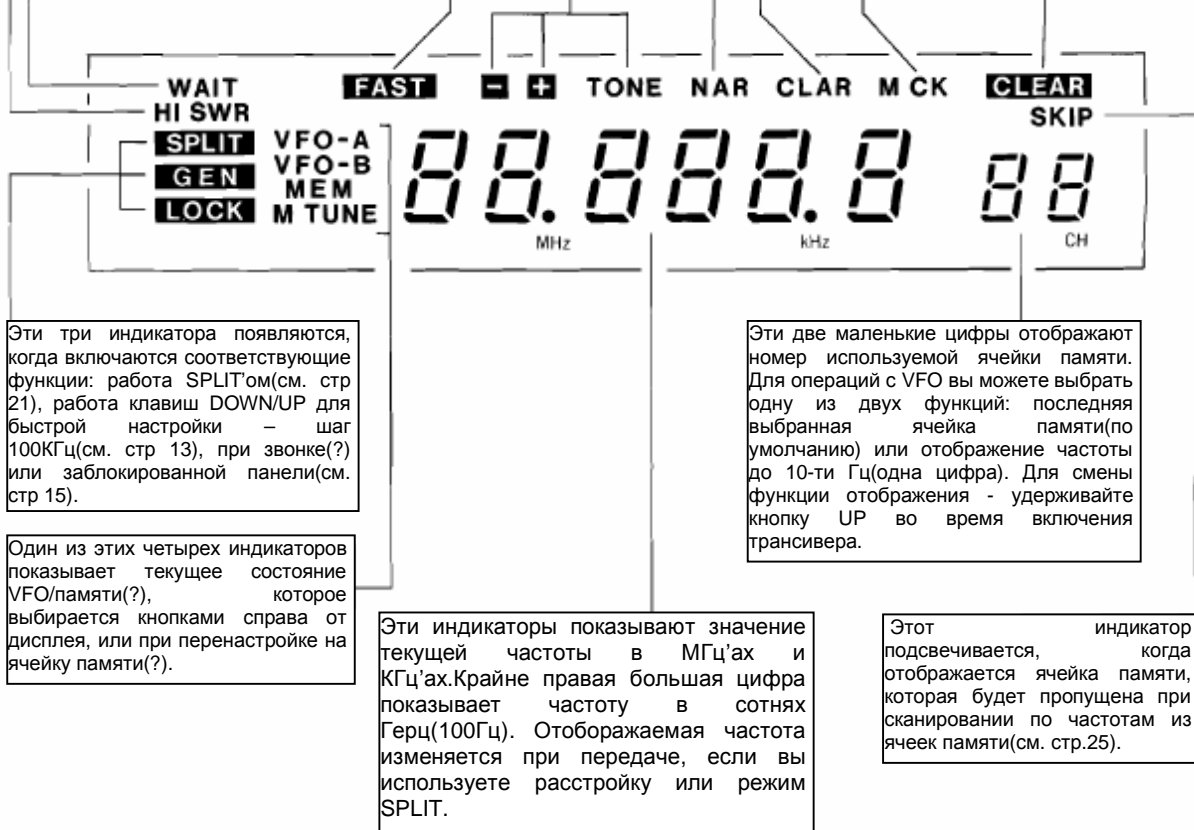 WAIT FAST - + TONE NAR CLAR M CK CLEAR
HI SWR SKIP
SPLIT VFO-A
GEN VFO-B
MEM
LOCK M TUNE
88.888.8 88
MHz kHz CH
Эти три индикатора появляются,
когда включаются соответствующие
функции: работа SPLIT'ом(см. стр
21), работа клавиш DOWN/UP для
быстрой настройки – шаг
100КГц(см. стр 13), при звонке(?)
или заблокированной панели(см.
стр 15).
Эти две маленькие цифры отображают
номер используемой ячейки памяти.
Для операций с VFO вы можете выбрать
одну из двух функций: последняя
выбранная ячейка памяти(по
умолчанию) или отображение частоты
до 10-ти Гц(одна цифра). Для смены
функции отображения - удерживайте
кнопку UP во время включения
трансивера.
Один из этих четырех индикаторов
показывает текущее состояние
VFO/памяти(?), которое
выбирается кнопками справа от
дисплея, или при перенастройке на
ячейку памяти(?).
Эти индикаторы показывают значение
текущей частоты в МГц'ах и
КГц'ах.Крайне правая большая цифра
показывает частоту в сотнях
Герц(100Гц). Отоборажаемая частота
изменяется при передаче, если вы
используете расстройку или режим
SPLIT.
Этот индикатор
подсвечивается, когда
отображается ячейка памяти,
которая будет пропущена при
сканировании по частотам из
ячеек памяти(см. стр.25).